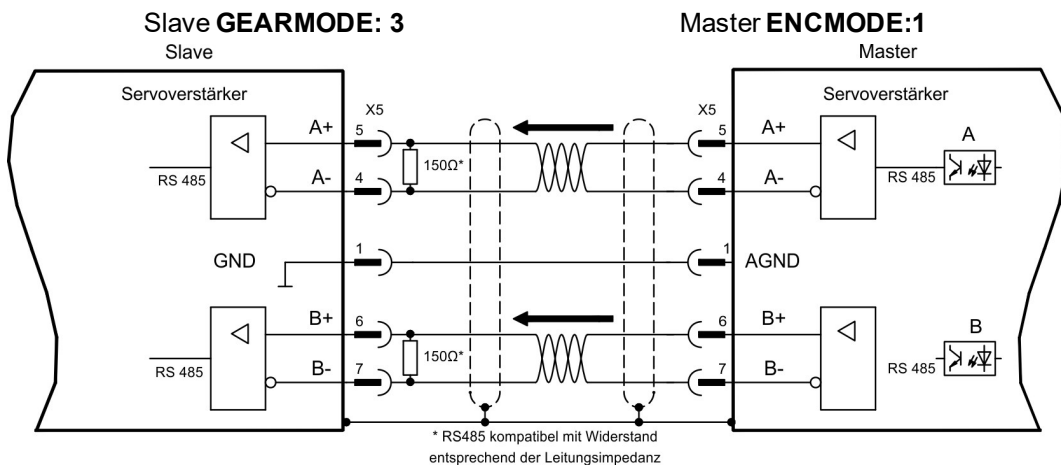 Slave GEARMODE: 3
Master ENCMODE:1
Slave
Master
Servoverstärker
X5
X5
Servoverstärker
A+
5
5
A+
A
150Ω*
RS 485
RS 485
A-
4
4
A-
GND
1
1
AGND
B+
6
6
B+
B
150Ω*
RS 485
RS 485
B-
7
7
B-
* RS485 kompatibel mit Widerstand
entsprechend der Leitungsimpedanz